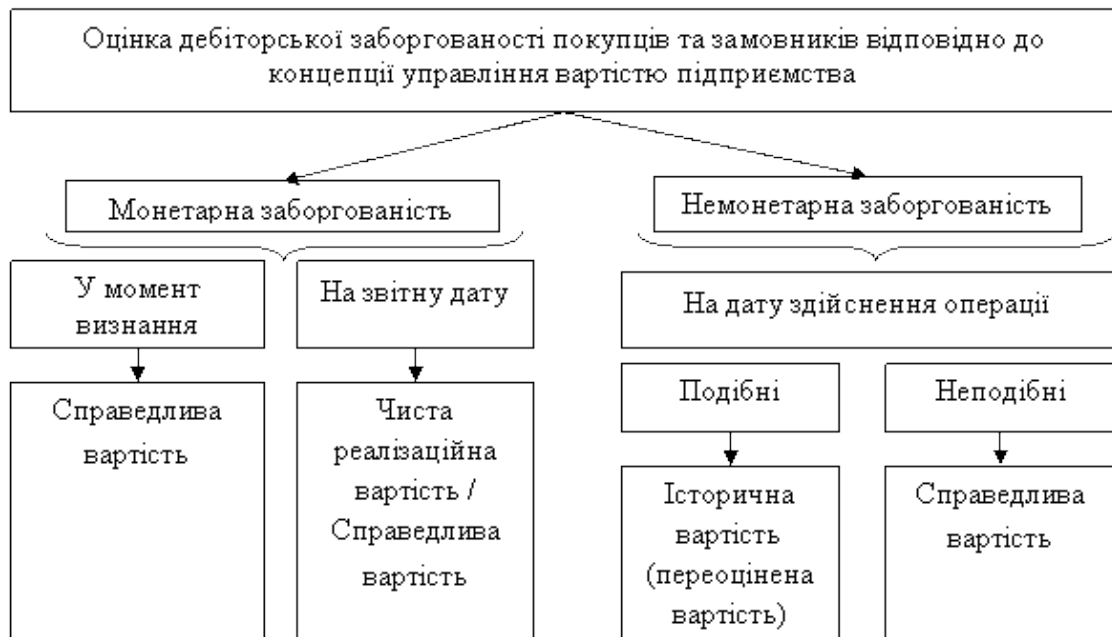 Оцінка дебіторської заборгованості покупців та замовників відповідно до
концепції управління вартістю підприємства
Монетарна заборгованість
Немонетарна заборгованість
У момент
визнання
На звітну дату
На дату здійснення операції
Справедлива
вартість
Чиста
реалізаційна
вартість /
Справедлива
вартість
Подібні
Неподібні
Історична
вартість
(переоцінена
вартість)
Справедлива
вартість